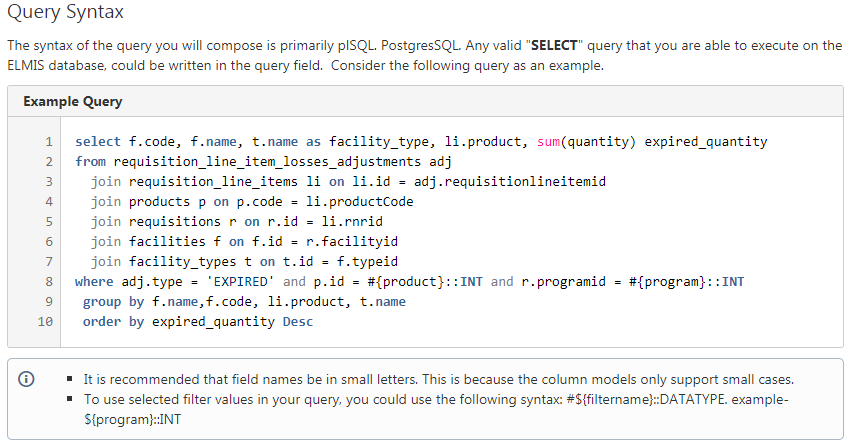 Query Syntax
The syntax of the query you will compose is primarily plSQL. PostgresSQL. Any valid "SELECT" query that you are able to execute on the
ELMIS database, could be written in the query field.  Consider the following query as an example.
Example Query
1 select f.code, f.name, t.name as facility_type, li.product, sum(quantity) expired_quantity
2 from requisition_line_item_losses_adjustments adj
3   join requisition_line_items li on li.id = adj.requisitionlineitemid
4   join products p on p.code = li.productCode
5   join requisitions r on r.id = li.rnrid
6   join facilities f on f.id = r.facilityid
7   join facility_types t on t.id = f.typeid
8 where adj.type = 'EXPIRED' and p.id = #{product}::INT and r.programid = #{program}::INT
9  group by f.name,f.code, li.product, t.name
10  order by expired_quantity Desc
▪ It is recommended that field names be in small letters. This is because the column models only support small cases.
▪ To use selected filter values in your query, you could use the following syntax: #${filtername}::DATATYPE. example-
${program}::INT